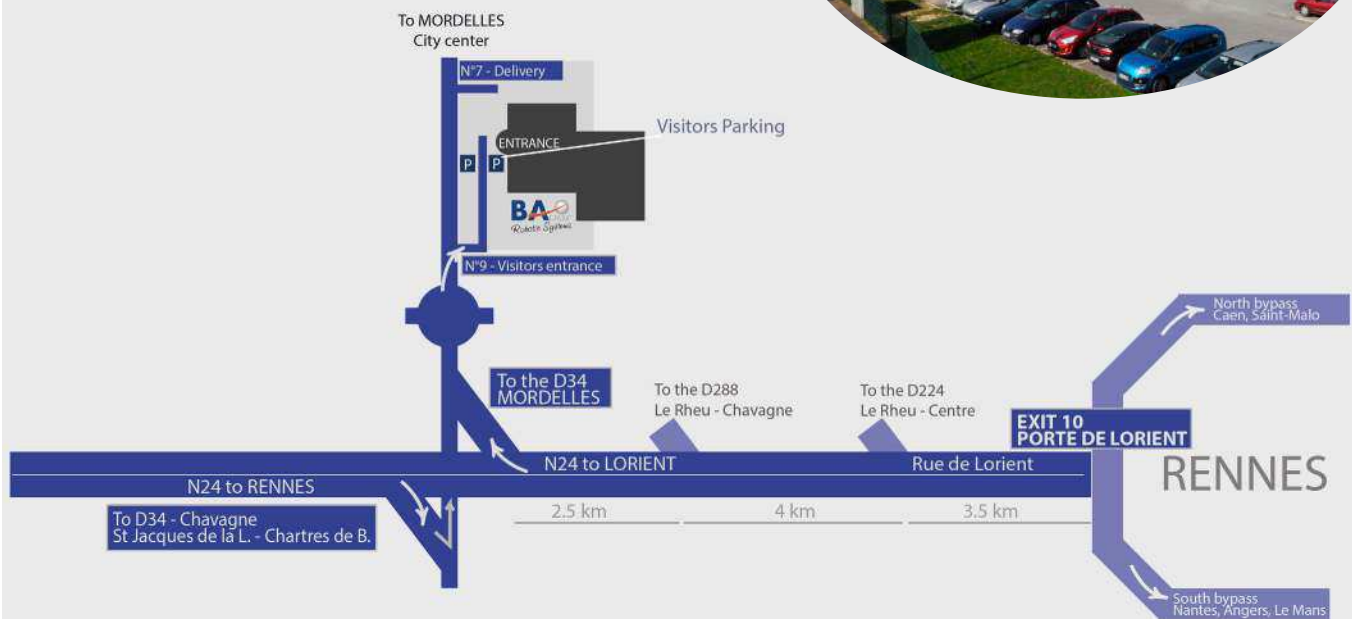 To MORDELLES
City center
N°7 - Delivery
Visitors Parking
ENTRANCE
P
P
BA
Robotic Systems
N°9 - Visitors entrance
North bypass
Caen, Saint-Malo
To the D34
MORDELLES
To the D288
Le Rheu - Chavagne
To the D224
Le Rheu - Centre
EXIT 10
PORTE DE LORIENT
N24 to LORIENT
Rue de Lorient
RENNES
N24 to RENNES
To D34 - Chavagne
St Jacques de la L. - Chartres de B.
2.5 km
4 km
3.5 km
South bypass
Nantes, Angers, Le Mans